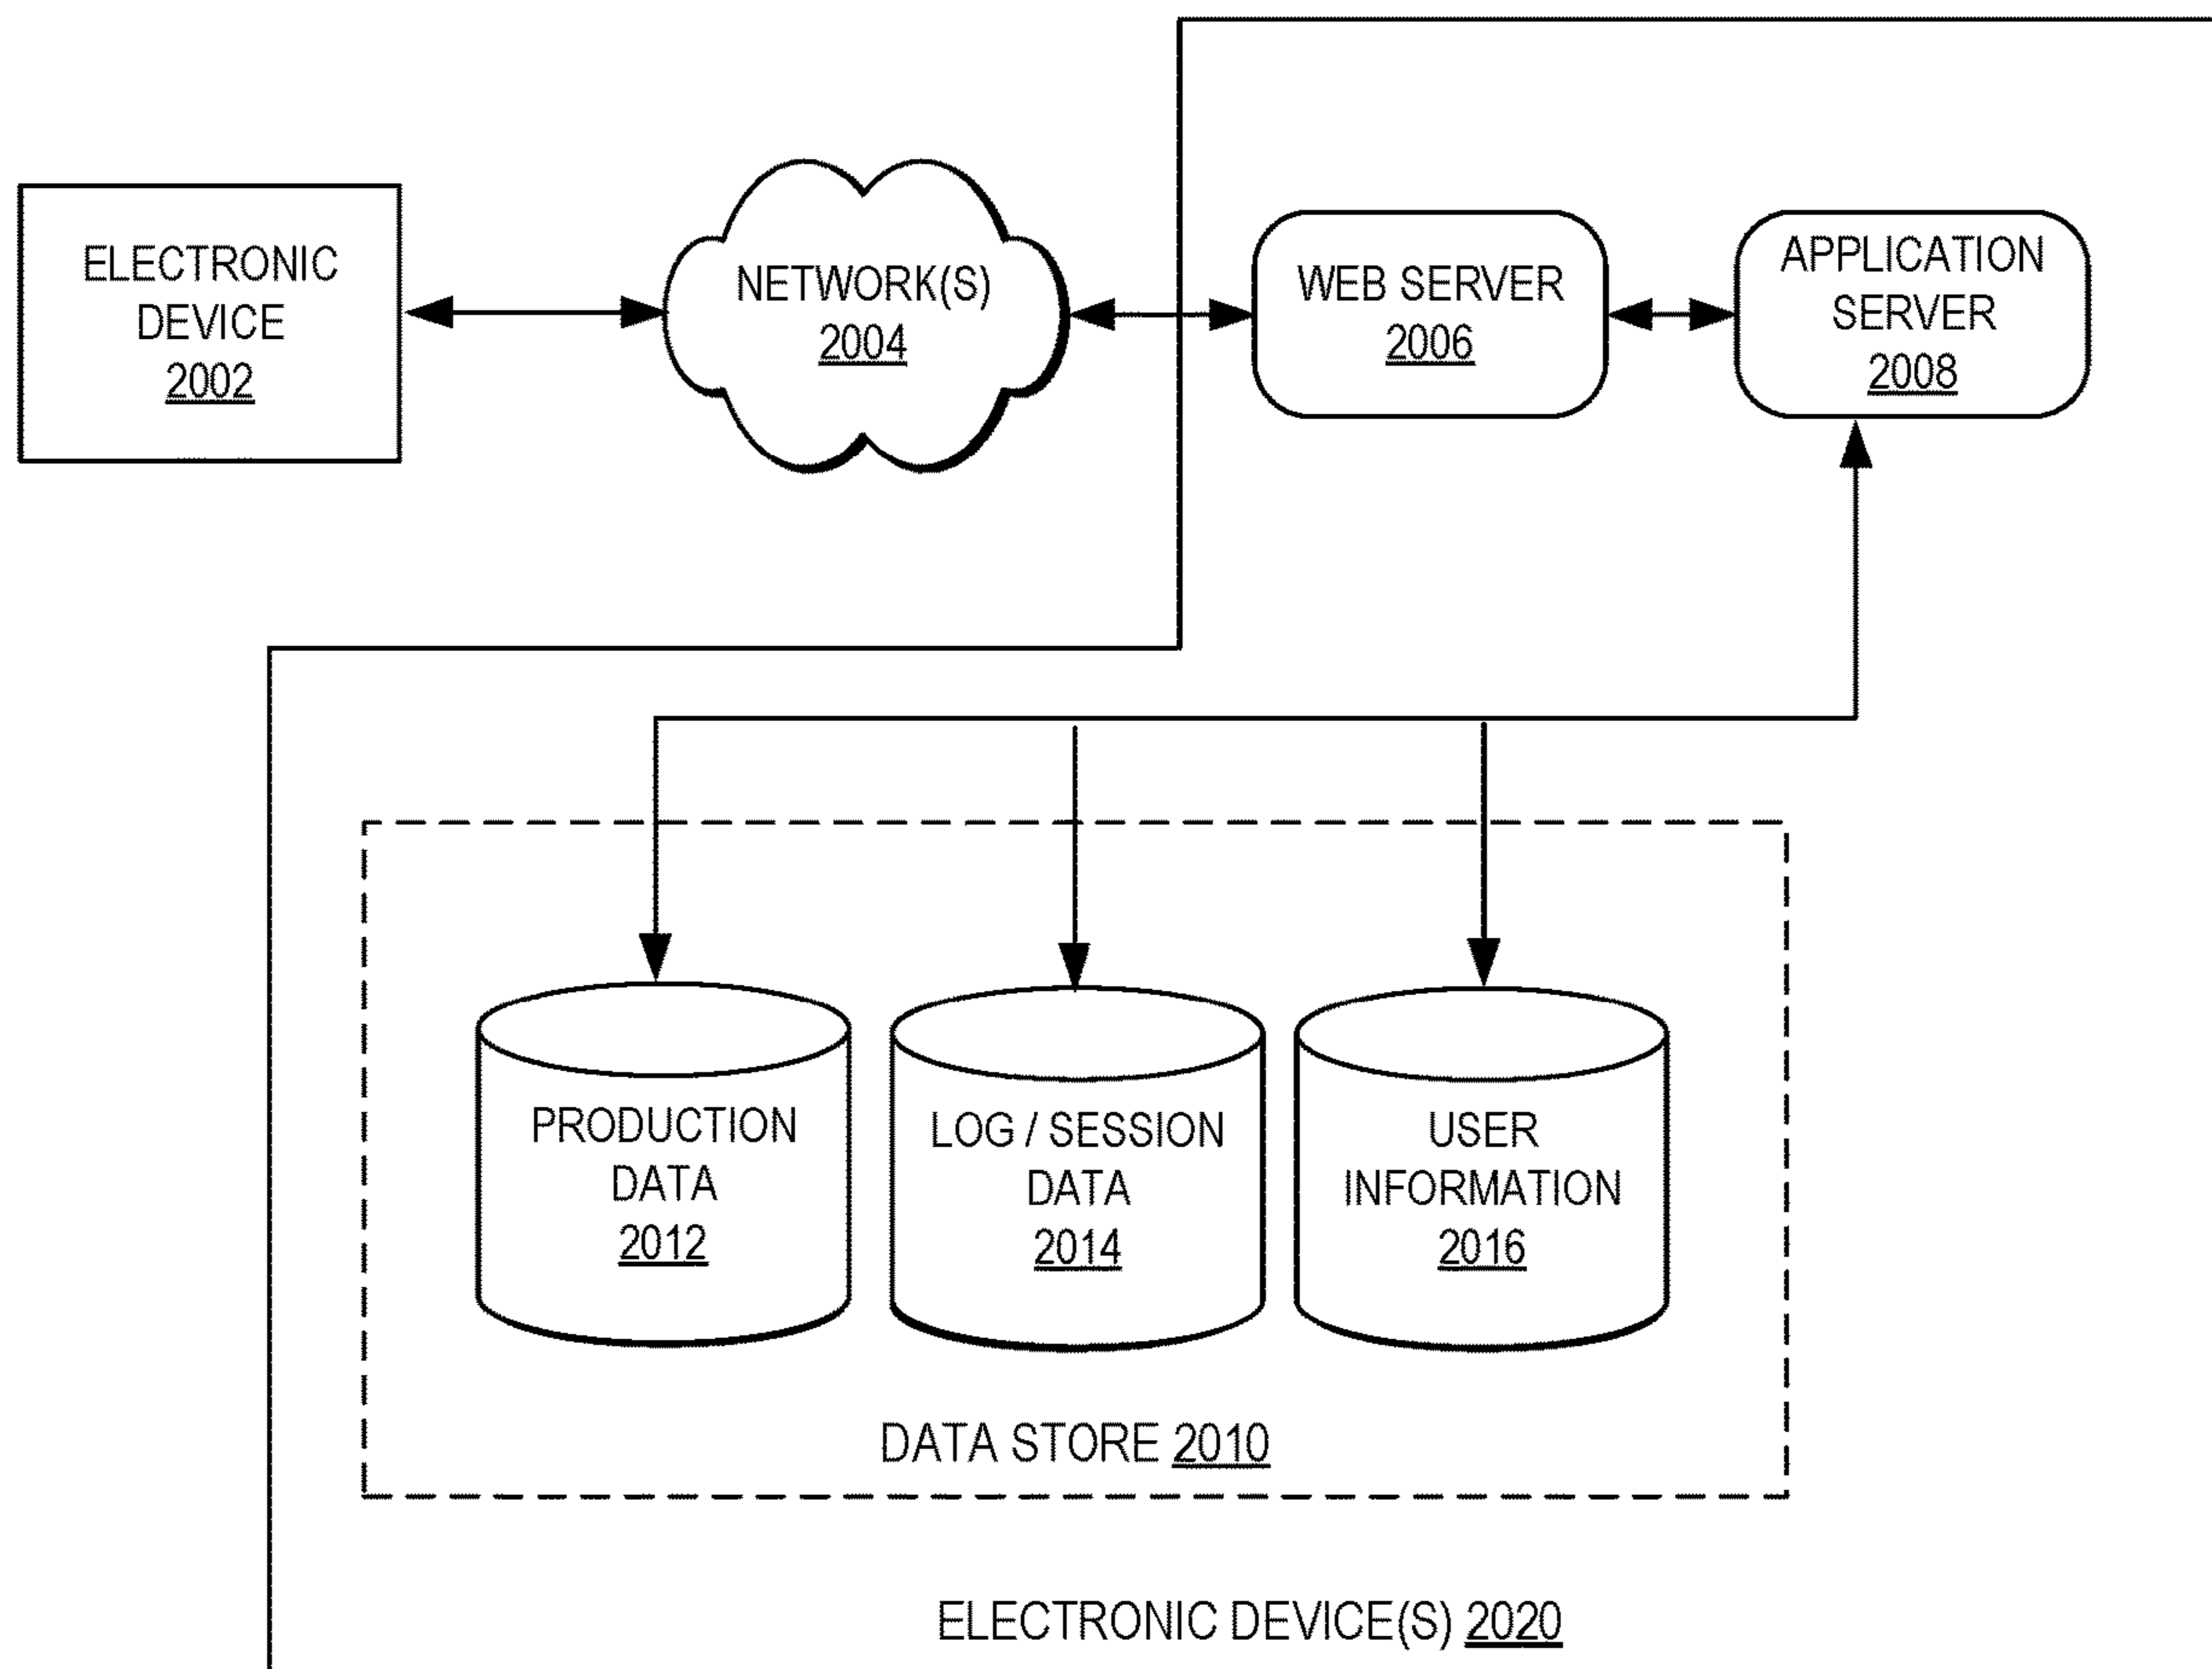 ELECTRONIC
DEVICE
2002
NETWORK(S)
2004
WEB SERVER
2006
APPLICATION
SERVER
2008
PRODUCTION
DATA
2012
LOG / SESSION
DATA
2014
USER
INFORMATION
2016
DATA STORE 2010
ELECTRONIC DEVICE(S) 2020